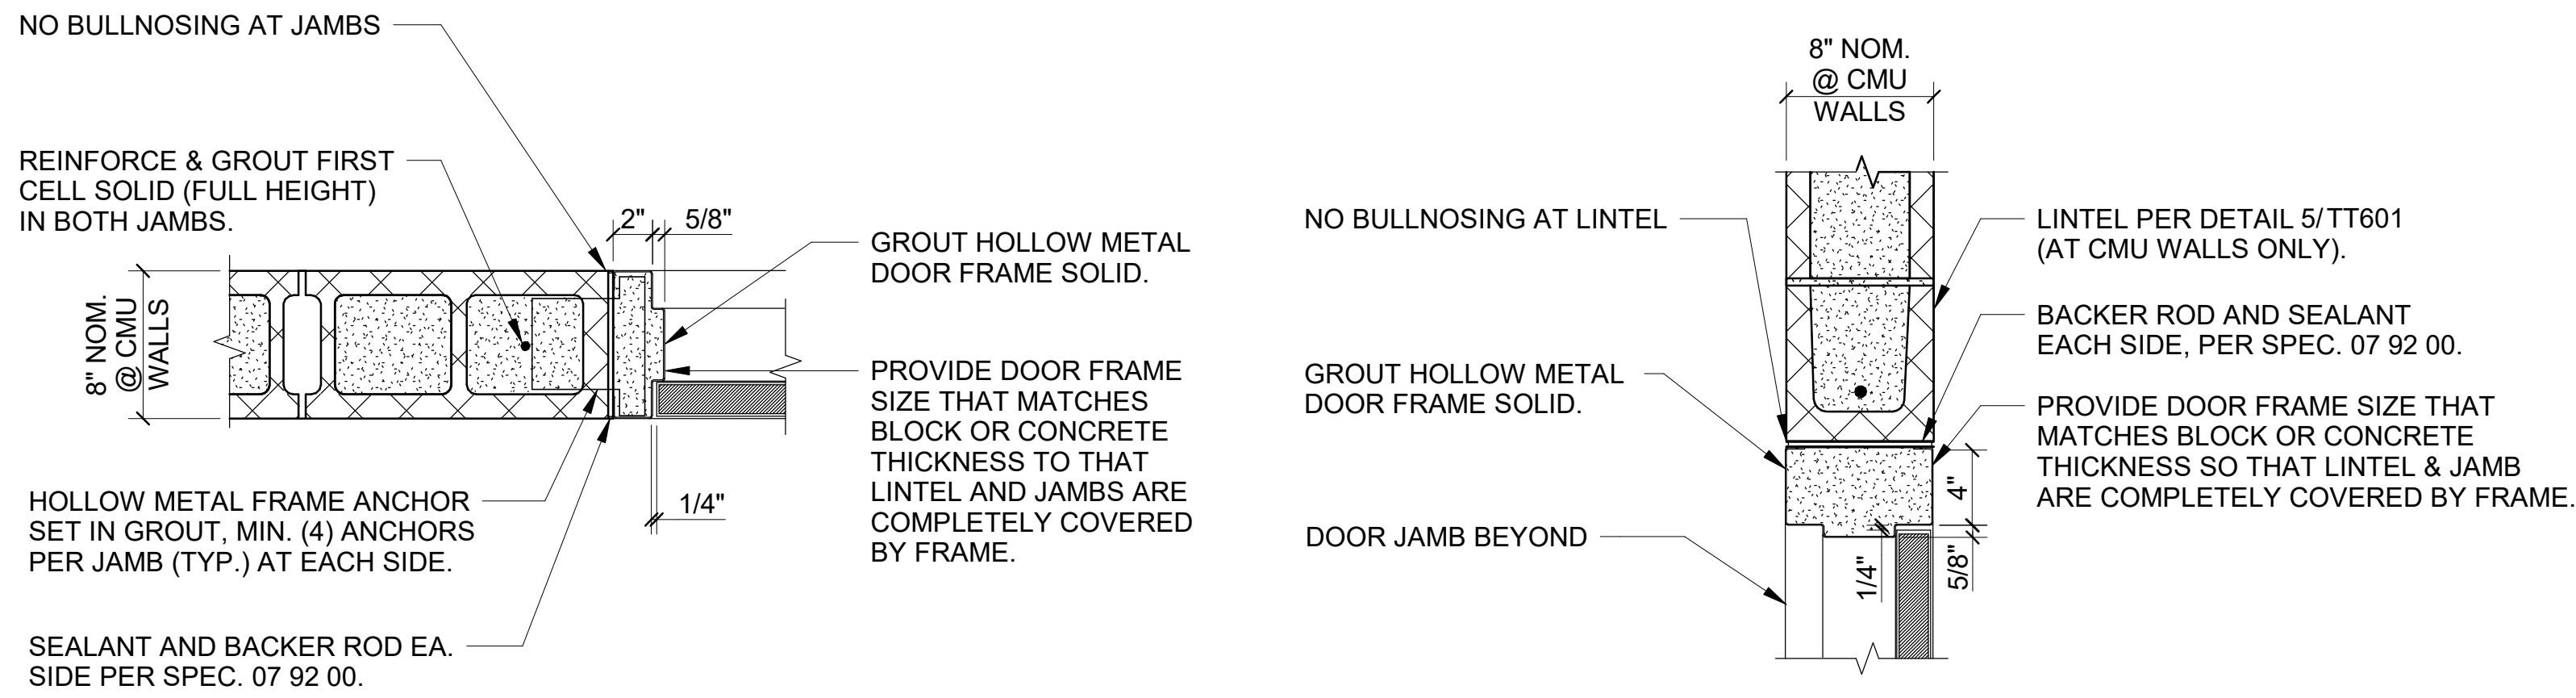 NO BULLNOSING AT JAMBS
REINFORCE & GROUT FIRST
CELL SOLID (FULL HEIGHT)
IN BOTH JAMBS.
8" NOM.
@ CMU
WALLS
2"
5/8"
GROUT HOLLOW METAL
DOOR FRAME SOLID.
PROVIDE DOOR FRAME
SIZE THAT MATCHES
BLOCK OR CONCRETE
THICKNESS TO THAT
LINTEL AND JAMBS ARE
COMPLETELY COVERED
BY FRAME.
1/4"
HOLLOW METAL FRAME ANCHOR
SET IN GROUT, MIN. (4) ANCHORS
PER JAMB (TYP.) AT EACH SIDE.
SEALANT AND BACKER ROD EA.
SIDE PER SPEC. 07 92 00.
8" NOM.
@ CMU
WALLS
NO BULLNOSING AT LINTEL
GROUT HOLLOW METAL
DOOR FRAME SOLID.
DOOR JAMB BEYOND
LINTEL PER DETAIL 5/TT601
(AT CMU WALLS ONLY).
BACKER ROD AND SEALANT
EACH SIDE, PER SPEC. 07 92 00.
PROVIDE DOOR FRAME SIZE THAT
MATCHES BLOCK OR CONCRETE
THICKNESS SO THAT LINTEL & JAMB
ARE COMPLETELY COVERED BY FRAME.
4"
5/8"
1/4"